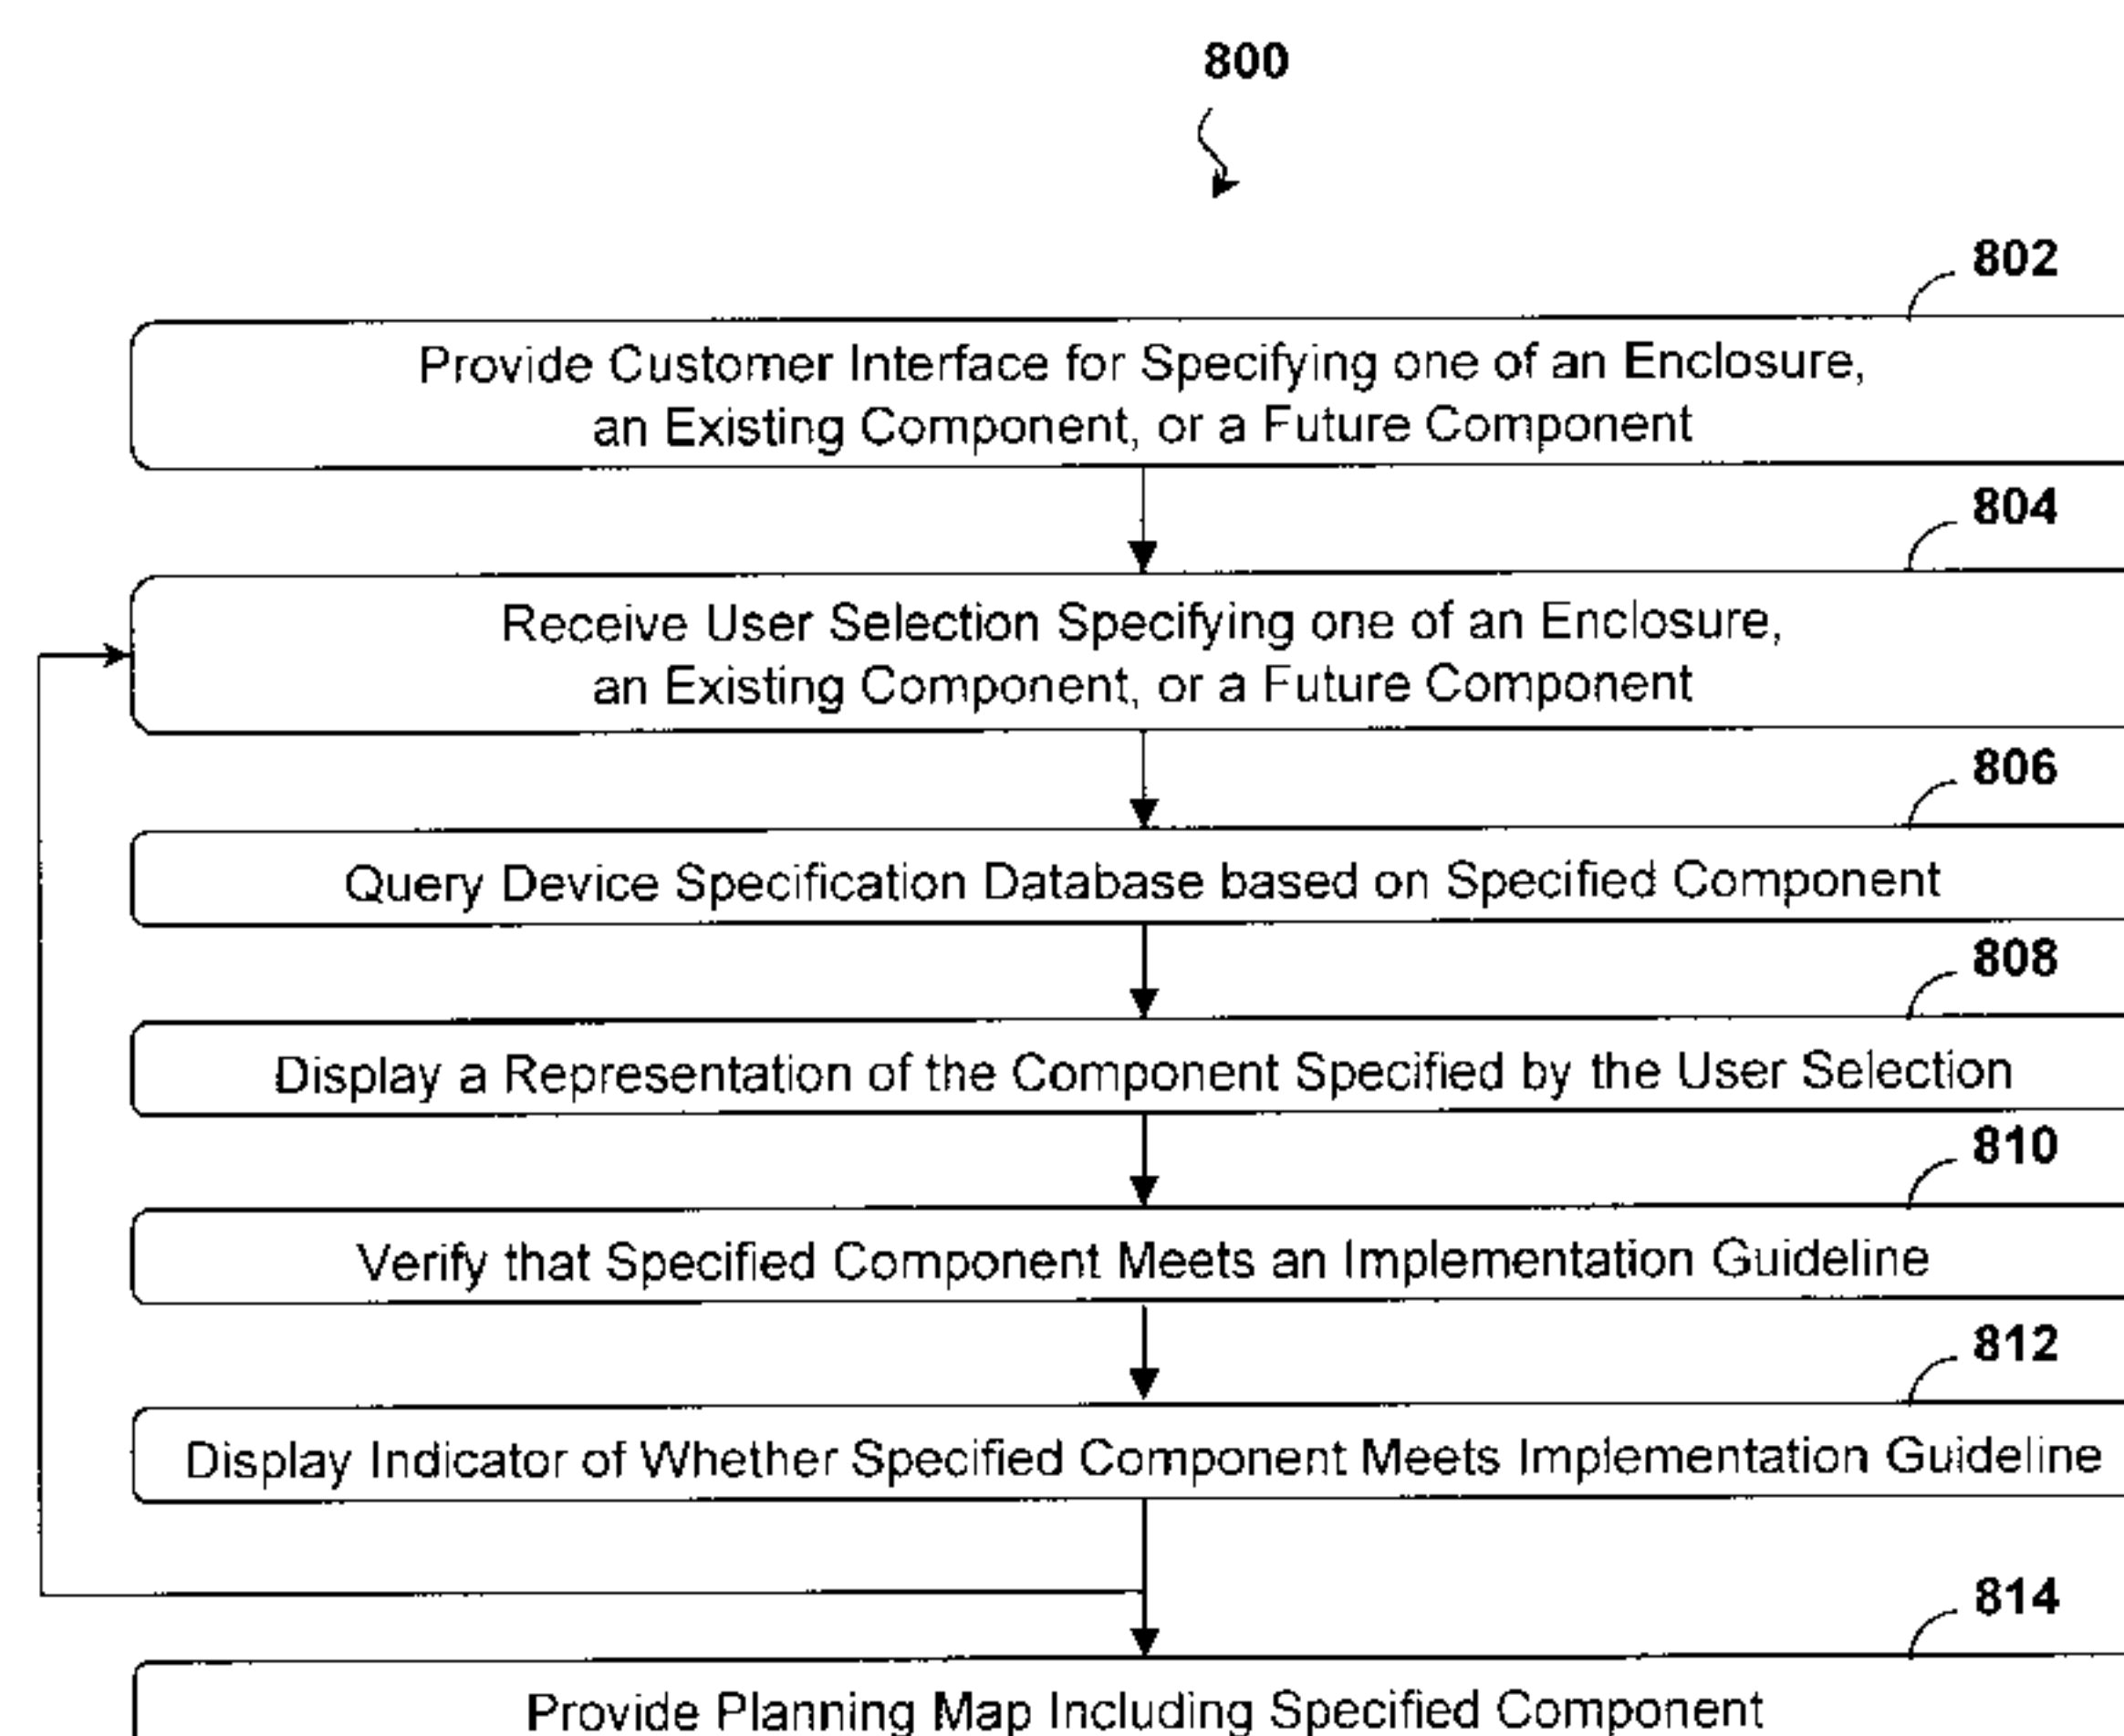 800
802
Provide Customer Interface for Specifying one of an Enclosure,
an Existing Component, or a Future Component
804
Receive User Selection Specifying one of an Enclosure,
an Existing Component, or a Future Component
806
Query Device Specification Database based on Specified Component
808
Display a Representation of the Component Specified by the User Selection
810
Verify that Specified Component Meets an Implementation Guideline
812
Display Indicator of Whether Specified Component Meets Implementation Guideline
814
Provide Planning Map Including Specified Component